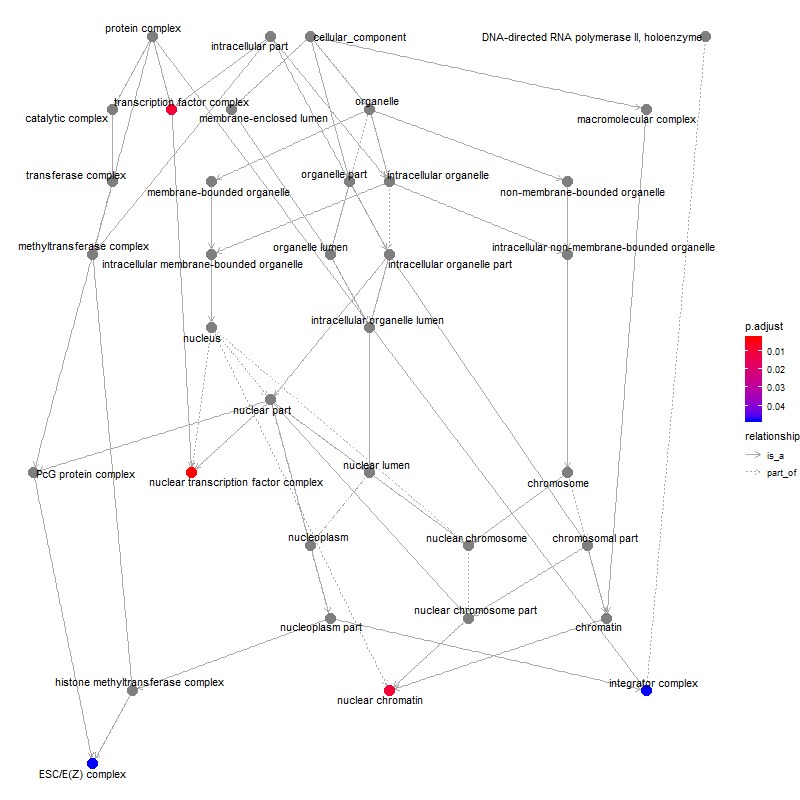 protein complex
intracellular part
cellular_component
DNA-directed RNA polymerase II, holoenzyme
transcription factor complex
organelle
catalytic complex
membrane-enclosed lumen
macromolecular complex
transferase complex
organelle part
intracellular organelle
membrane-bounded organelle
non-membrane-bounded organelle
methyltransferase complex
organelle lumen
intracellular non-membrane-bounded organelle
intracellular membrane-bounded organelle
intracellular organelle part
intracellular organelle lumen
nucleus
p.adjust
0.01
0.02
0.03
0.04
relationship
is_a
part_of
nuclear part
PcG protein complex
nuclear lumen
nuclear transcription factor complex
chromosome
nucleoplasm
nuclear chromosome
chromosomal part
nuclear chromosome part
nucleoplasm part
chromatin
histone methyltransferase complex
integrator complex
nuclear chromatin
ESC/E(Z) complex